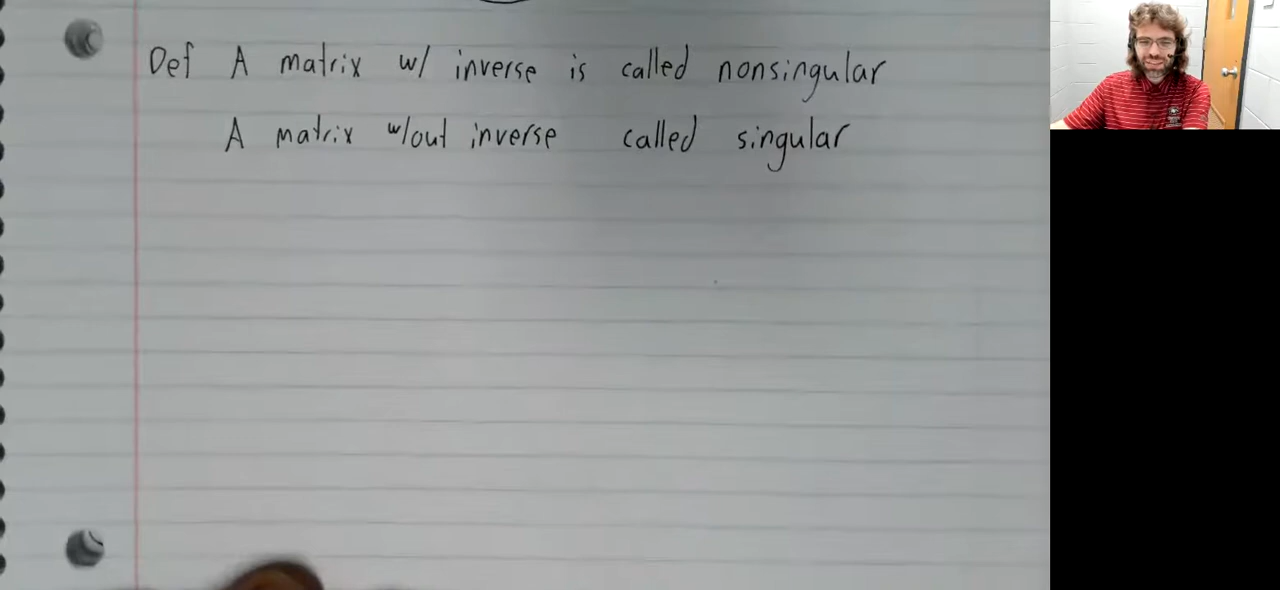 Def A matrix w/ inverse is called nonsingular
A matrix w/out inverse called singular